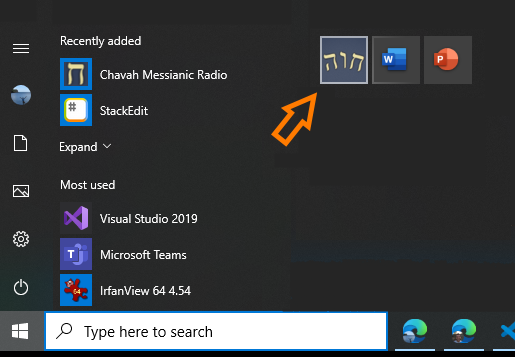 Recently added
חוה
W
P
Chavah Messianic Radio
#
StackEdit
Expand
Most used
Visual Studio 2019
T
Microsoft Teams
64
IrfanView 64 4.54
Type here to search